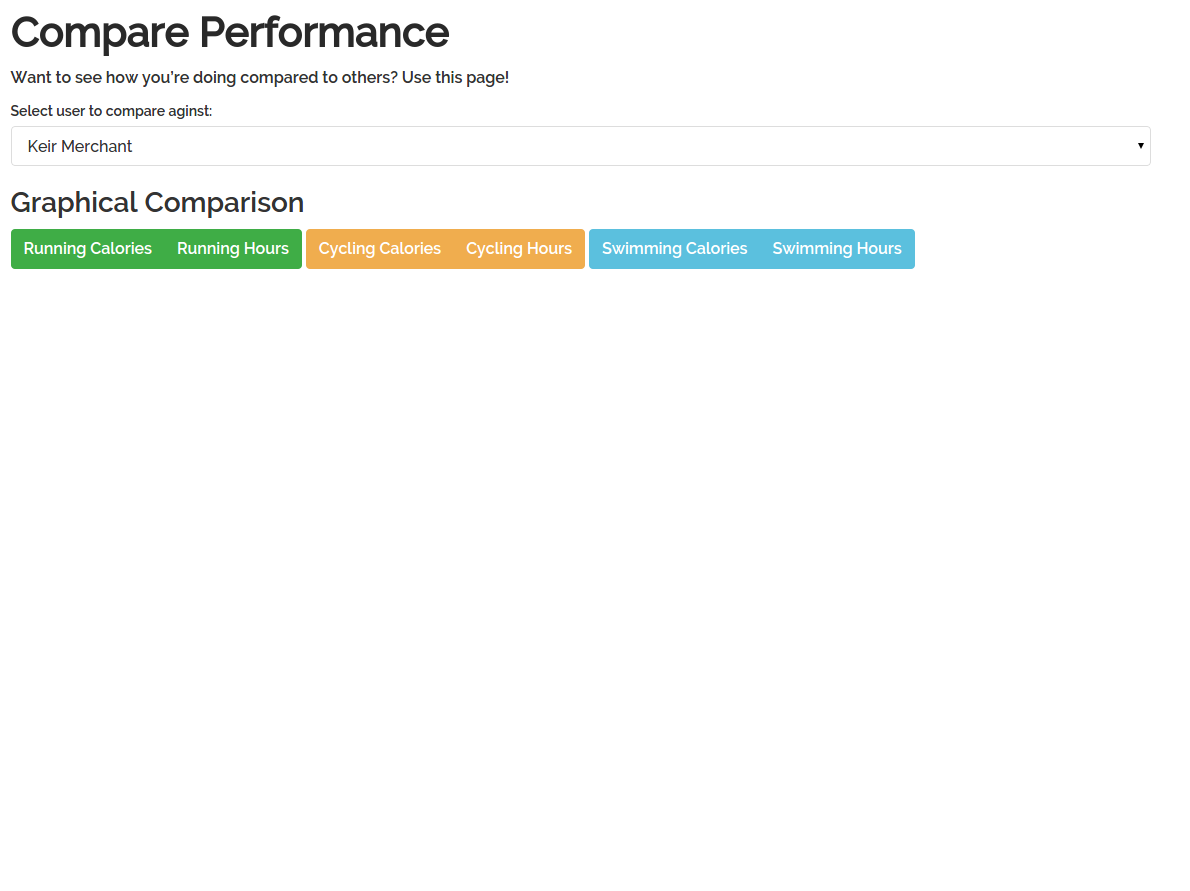 Compare Performance
Want to see how you're doing compared to others? Use this page!
Select user to compare aginst:
Keir Merchant
Graphical Comparison
Running Calories Running Hours Cycling Calories Cycling Hours Swimming Calories Swimming Hours